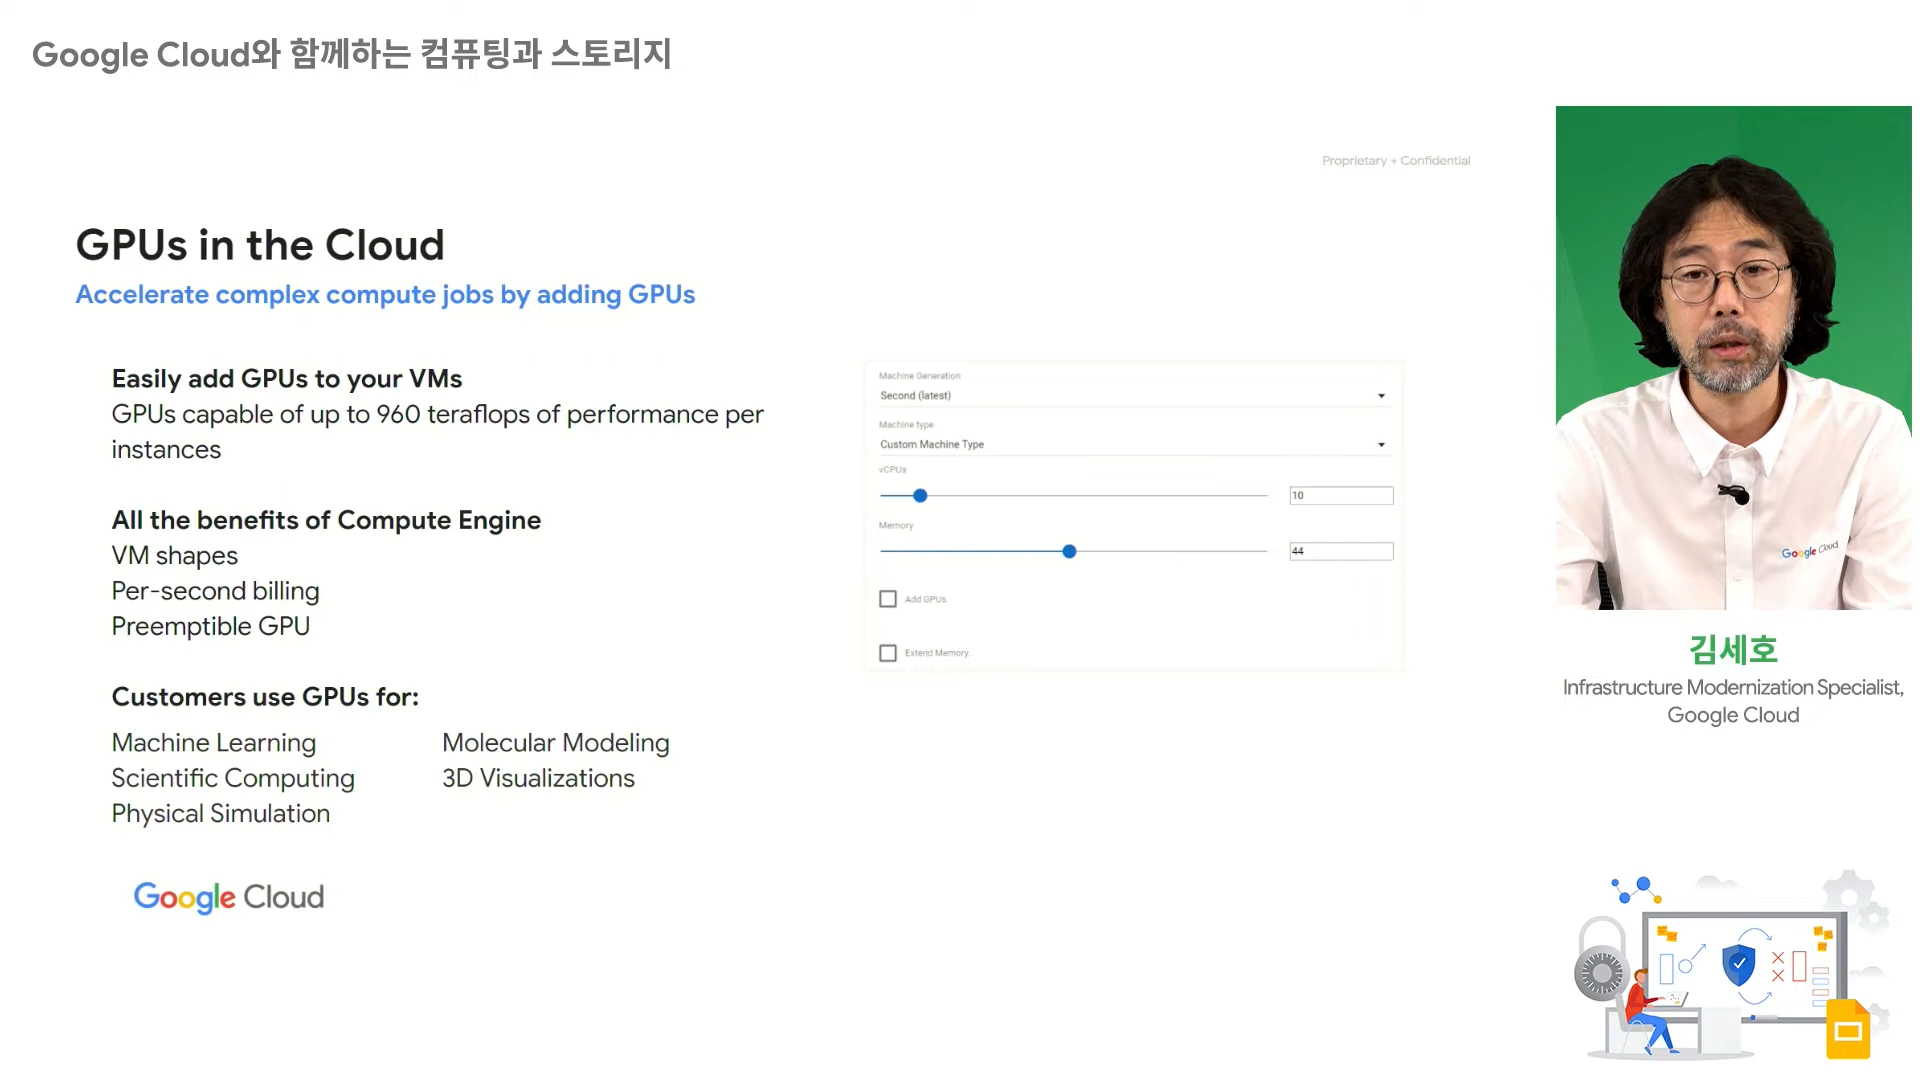 Google Cloud와 함께하는 컴퓨팅과 스토리지
Proprietary + Confidential
GPUs in the Cloud
Accelerate complex compute jobs by adding GPUs
Easily add GPUs to your VMs
GPUs capable of up to 960 teraflops of performance per
instances
All the benefits of Compute Engine
VM shapes
Per-second billing
Preemptible GPU
Customers use GPUs for:
Machine Learning
Scientific Computing
Physical Simulation
Molecular Modeling
3D Visualizations
Google Cloud
Machine Generation
Second (latest)
Machine type
Custom Machine Type
vCPUs
10
Memory
44
Add GPUs.
Extend Memory.
Google Cloud
김세호
Infrastructure Modernization Specialist,
Google Cloud